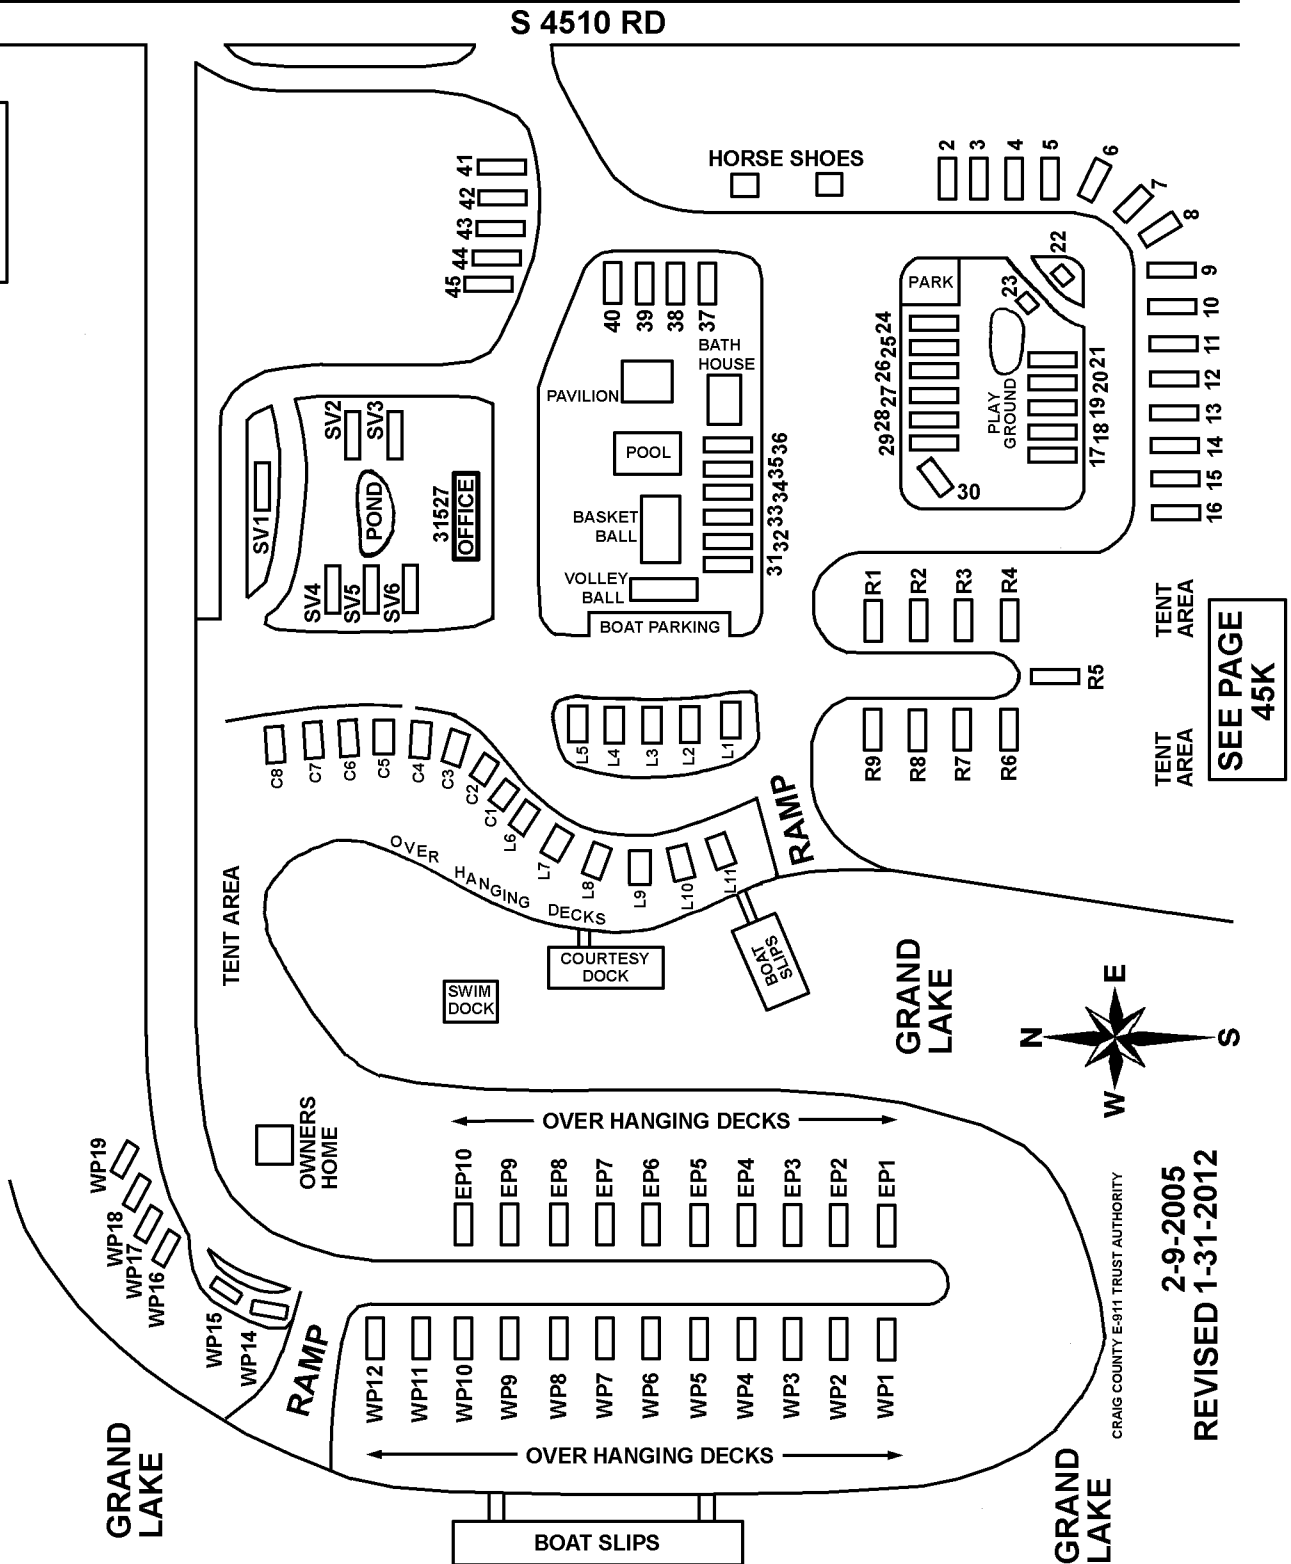 S 4510 RD
HORSE SHOES
2
3
4
5
6
7
8
9
10
11
12
13
14
15
16
41
42
43
44
45
40
39
38
37
BATH
HOUSE
PAVILION
POOL
BASKET
BALL
VOLLEY
BALL
BOAT PARKING
36
35
34
33
32
31
PARK
22
23
24
25
26
27
28
29
30
PLAY
GROUND
21
20
19
18
17
SV1
SV2
SV3
POND
31527
OFFICE
SV4
SV5
SV6
R1
R2
R3
R4
R5
R9
R8
R7
R6
TENT
AREA
TENT
AREA
SEE PAGE
45K
C8
C7
C6
C5
C4
C3
C2
C1
L6
L7
L8
L9
L10
L11
L5
L4
L3
L2
L1
RAMP
OVER
HANGING
DECKS
TENT AREA
COURTESY
DOCK
SWIM
DOCK
BOAT
SLIPS
GRAND
LAKE
N
E
S
W
OWNERS
HOME
OVER HANGING DECKS
EP10
EP9
EP8
EP7
EP6
EP5
EP4
EP3
EP2
EP1
WP19
WP18
WP17
WP16
WP15
WP14
RAMP
WP12
WP11
WP10
WP9
WP8
WP7
WP6
WP5
WP4
WP3
WP2
WP1
OVER HANGING DECKS
BOAT SLIPS
GRAND
LAKE
GRAND
LAKE
CRAIG COUNTY E-911 TRUST AUTHORITY
2-9-2005
REVISED 1-31-2012